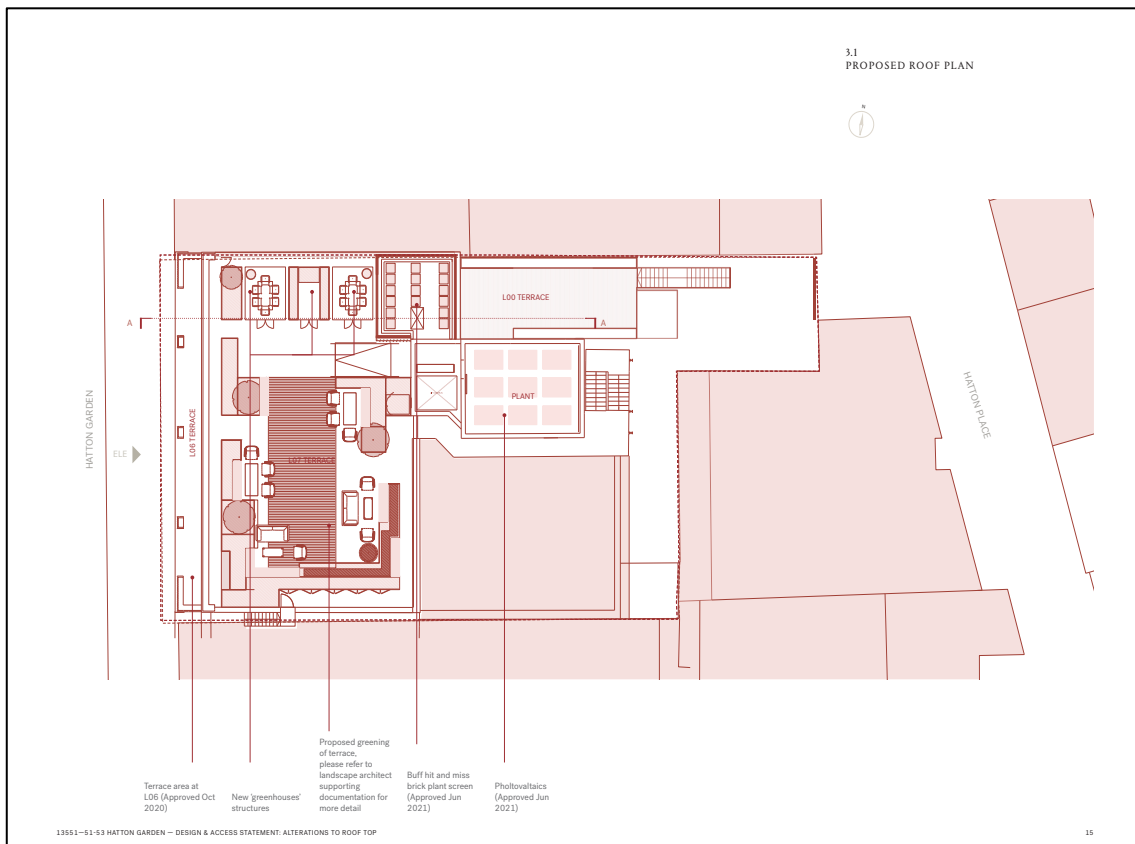 3.1
PROPOSED ROOF PLAN
N
L00 TERRACE
A
A
PLANT
HATTON GARDEN
ELE
L06 TERRACE
L07 TERRACE
HATTON PLACE
Terrace area at
L06 (Approved Oct
2020)
New 'greenhouses'
structures
Proposed greening
of terrace,
please refer to
landscape architect
supporting
documentation for
more detail
Buff hit and miss
brick plant screen
(Approved Jun
2021)
Pholtovaltaics
(Approved Jun
2021)
13551—51-53 HATTON GARDEN — DESIGN & ACCESS STATEMENT: ALTERATIONS TO ROOF TOP
15